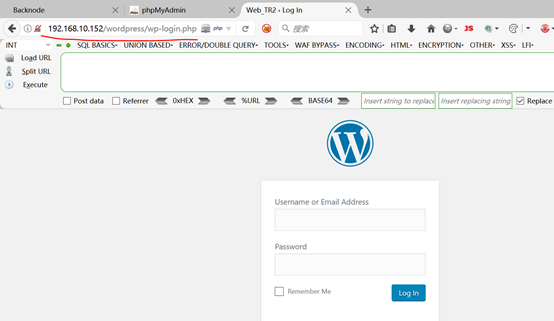 Backnode phpMyAdmin Web_TR2 › Log In
192.168.10.152/wordpress/wp-login.php php 搜索
INT SQL BASICS UNION BASED ERROR/DOUBLE QUERY TOOLS WAF BYPASS ENCODING HTML ENCRYPTION OTHER XSS LFI
Load URL
Split URL
Execute
Post data Referrer 0xHEX %URL BASE64 Insert string to replace Insert replacing string Replace
Username or Email Address
Password
Remember Me Log In